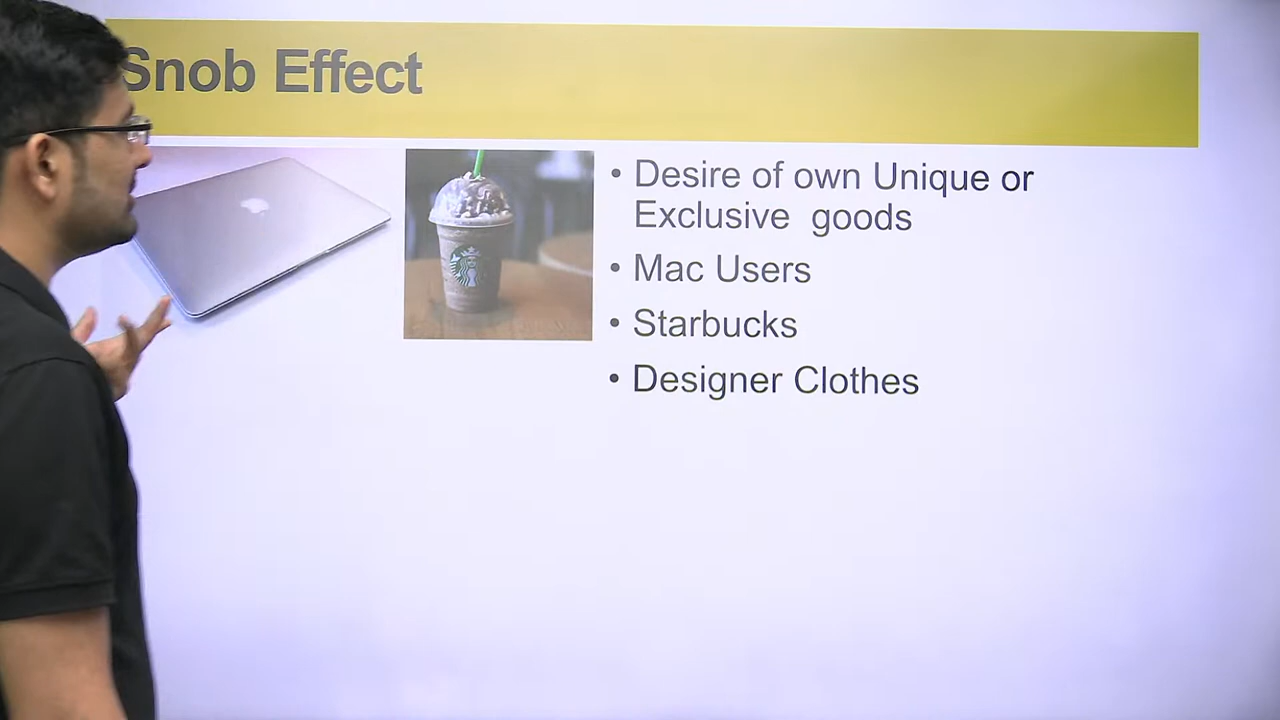 Snob Effect
• Desire of own Unique or
Exclusive goods
• Mac Users
• Starbucks
• Designer Clothes